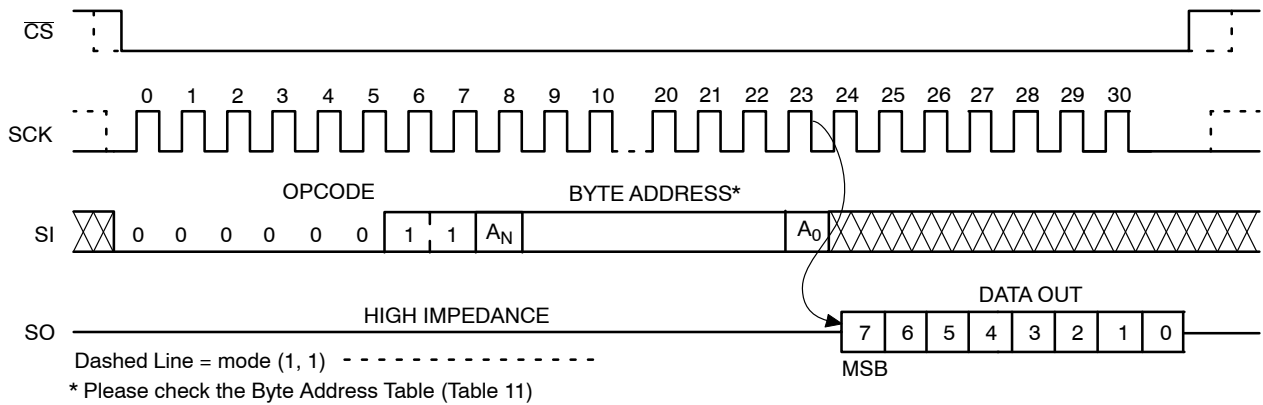 CS
0 1 2 3 4 5 6 7 8 9 10 20 21 22 23 24 25 26 27 28 29 30
SCK
OPCODE BYTE ADDRESS*
SI 0 0 0 0 0 0 1 1 AN A0
DATA OUT
HIGH IMPEDANCE
SO 7 6 5 4 3 2 1 0
Dashed Line = mode (1, 1) - - - - - - - - - - - - - - - -
MSB
* Please check the Byte Address Table (Table 11)